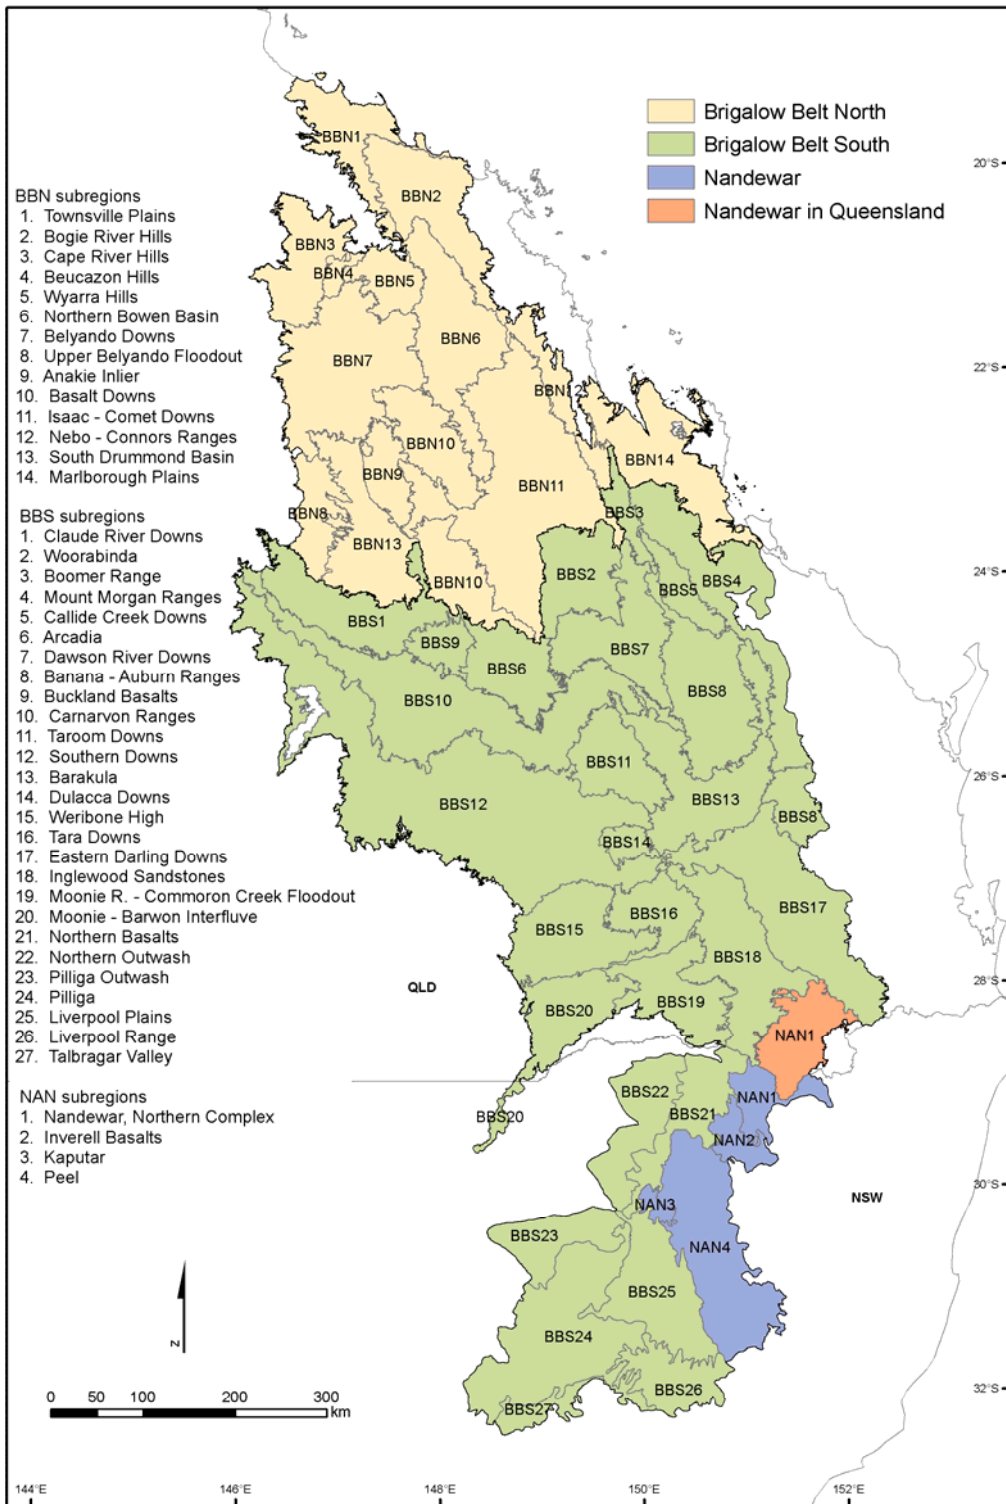 Brigalow Belt North
Brigalow Belt South
Nandewar
Nandewar in Queensland
BBN subregions
1. Townsville Plains
2. Bogie River Hills
3. Cape River Hills
4. Beucazon Hills
5. Wyarra Hills
6. Northern Bowen Basin
7. Belyando Downs
8. Upper Belyando Floodout
9. Anakie Inlier
10. Basalt Downs
11. Isaac - Comet Downs
12. Nebo - Connors Ranges
13. South Drummond Basin
14. Marlborough Plains
BBS subregions
1. Claude River Downs
2. Woorabinda
3. Boomer Range
4. Mount Morgan Ranges
5. Callide Creek Downs
6. Arcadia
7. Dawson River Downs
8. Banana - Auburn Ranges
9. Buckland Basalts
10. Carnarvon Ranges
11. Taroom Downs
12. Southern Downs
13. Barakula
14. Dulacca Downs
15. Weribone High
16. Tara Downs
17. Eastern Darling Downs
18. Inglewood Sandstones
19. Moonie R. - Commoron Creek Floodout
20. Moonie - Barwon Interfluve
21. Northern Basalts
22. Northern Outwash
23. Pilliga Outwash
24. Pilliga
25. Liverpool Plains
26. Liverpool Range
27. Talbragar Valley
NAN subregions
1. Nandewar, Northern Complex
2. Inverell Basalts
3. Kaputar
4. Peel
BBN1
BBN2
BBN3
BBN4
BBN5
BBN6
BBN7
BBN12
BBN10
BBN14
BBN9
BBN11
BBN8
BBS3
BBN13
BBN10
BBS2
BBS4
BBS5
BBS1
BBS9
BBS7
BBS6
BBS8
BBS10
BBS11
BBS12
BBS13
BBS8
BBS14
BBS17
BBS16
BBS15
BBS18
QLD
BBS19
BBS20
NAN1
BBS22
NAN1
BBS21
BBS20
NAN2
NSW
NAN3
BBS23
NAN4
BBS25
BBS24
BBS26
BBS27
20°S
22°S
24°S
26°S
28°S
30°S
32°S
Z
0 50 100 200 300
km
144°E 146°E 148°E 150°E 152°E